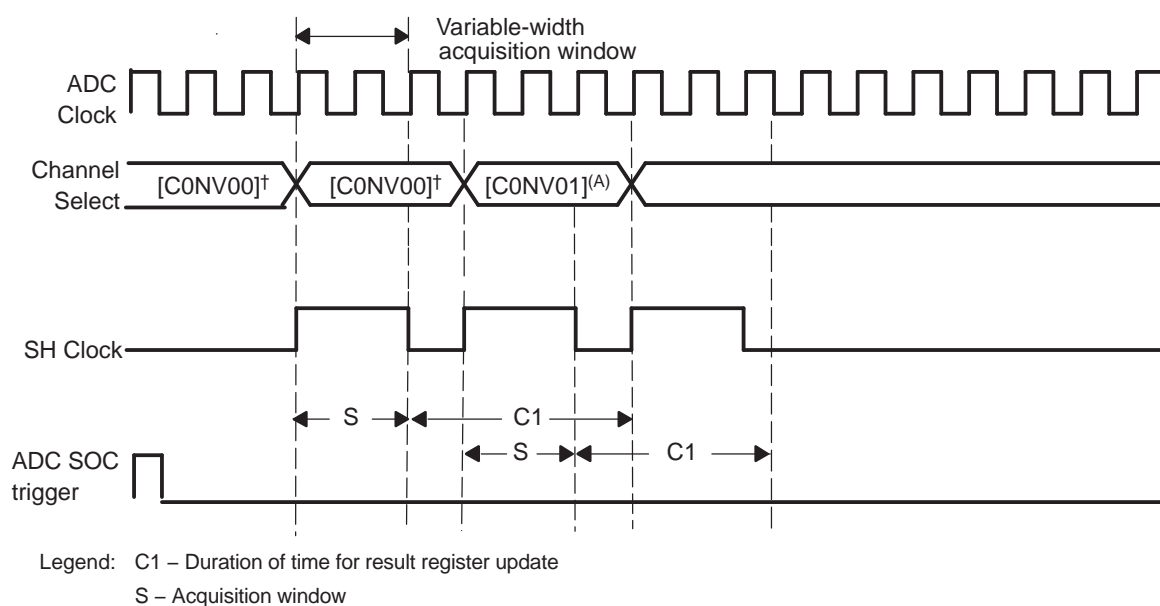 Variable-width
acquisition window
ADC
Clock
Channel
Select
[C0NV00]†
[C0NV00]†
[C0NV01](A)
SH Clock
S
C1
S
C1
ADC SOC
trigger
Legend: C1 – Duration of time for result register update
S – Acquisition window